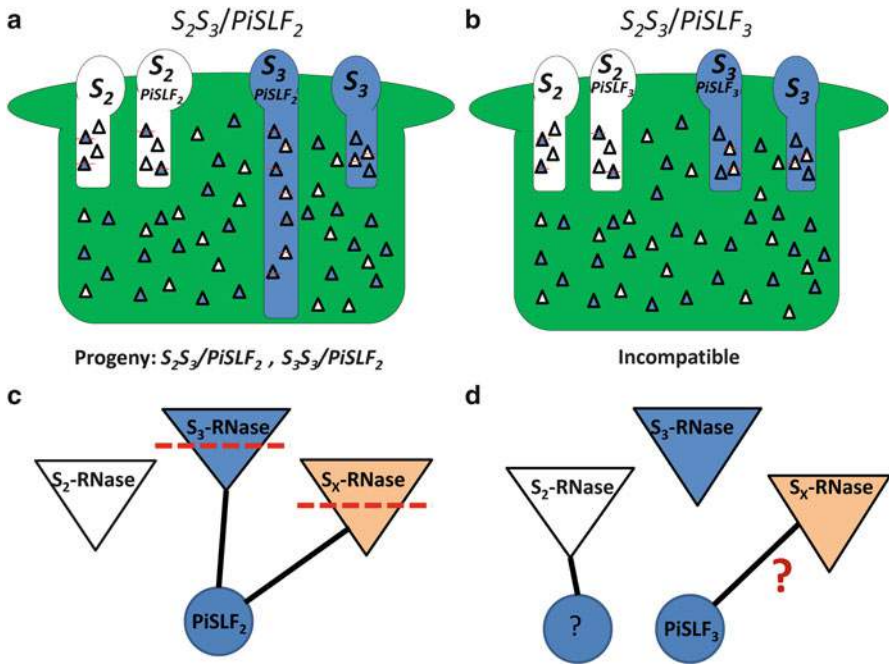 a
S₂S₃/PiSLF₂
S₂
S₂
PiSLF₂
S₃
PiSLF₂
S₃
Progeny: S₂S₃/PiSLF₂ , S₃S₃/PiSLF₂
b
S₂S₃/PiSLF₃
S₂
S₂
PiSLF₃
S₃
PiSLF₃
S₃
Incompatible
c
S₃-RNase
S₂-RNase
Sₓ-RNase
PiSLF₂
d
S₃-RNase
S₂-RNase
Sₓ-RNase
?
?
PiSLF₃